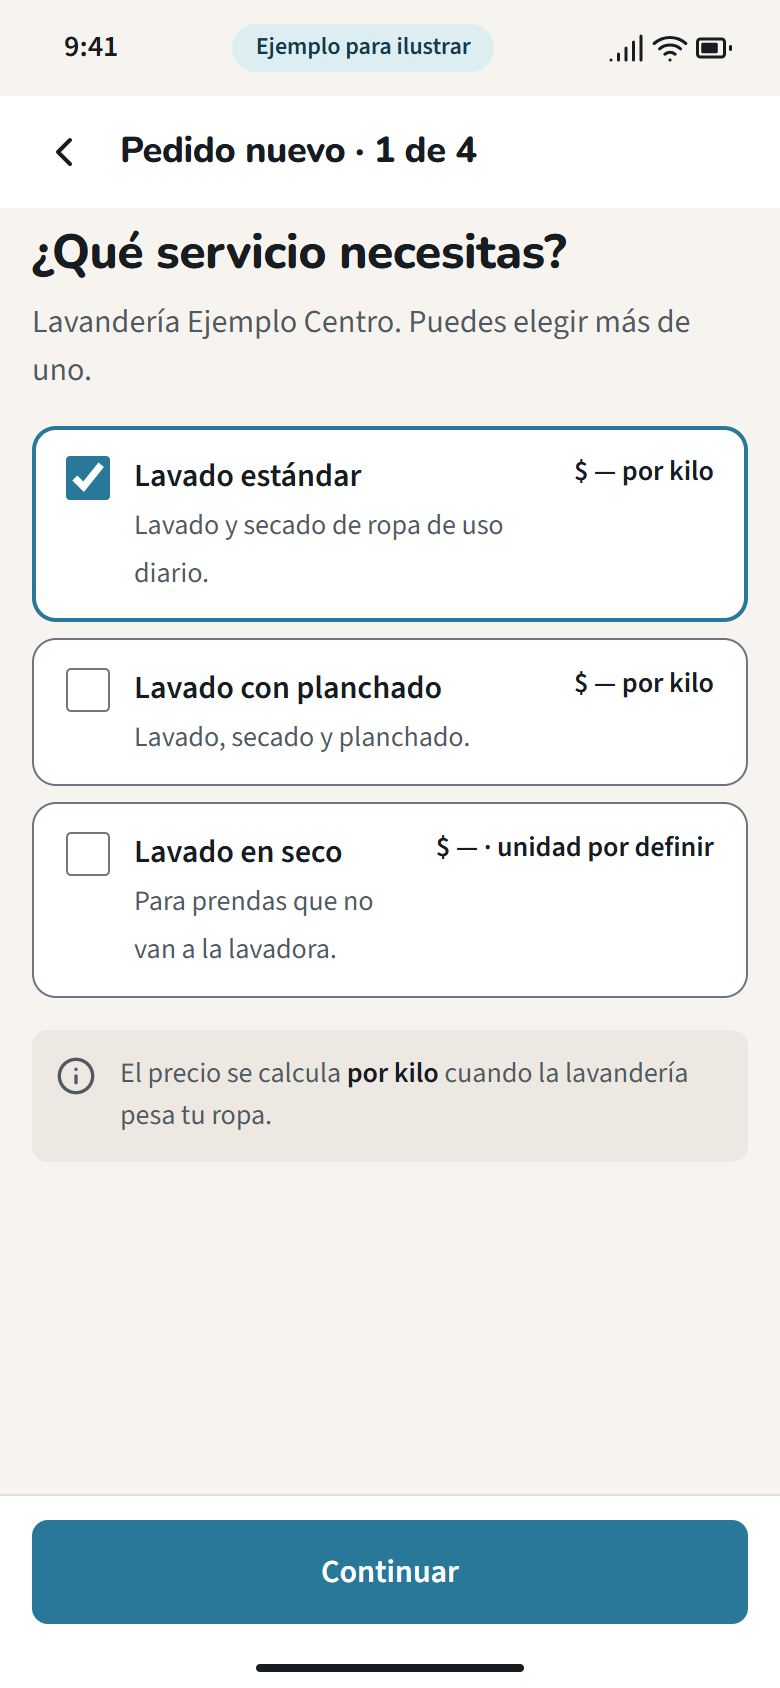 9:41
Ejemplo para ilustrar
Pedido nuevo · 1 de 4
¿Qué servicio necesitas?
Lavandería Ejemplo Centro. Puedes elegir más de
uno.
Lavado estándar
$ — por kilo
Lavado y secado de ropa de uso
diario.
Lavado con planchado
$ — por kilo
Lavado, secado y planchado.
Lavado en seco
$ — · unidad por definir
Para prendas que no
van a la lavadora.
El precio se calcula por kilo cuando la lavandería
pesa tu ropa.
Continuar